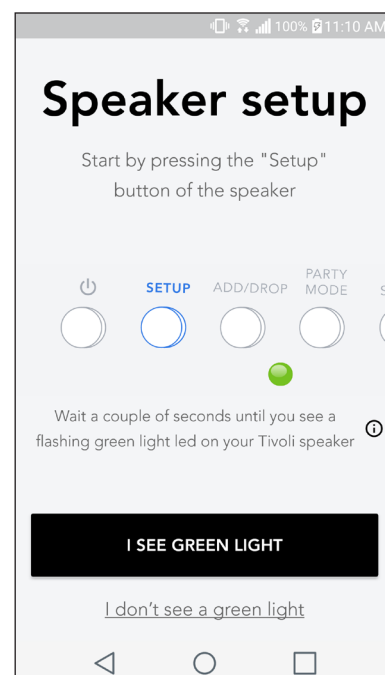 100% 11:10 AM
Speaker setup
Start by pressing the "Setup"
button of the speaker
SETUP ADD/DROP PARTY MODE S
Wait a couple of seconds until you see a
flashing green light led on your Tivoli speaker
I SEE GREEN LIGHT
I don't see a green light